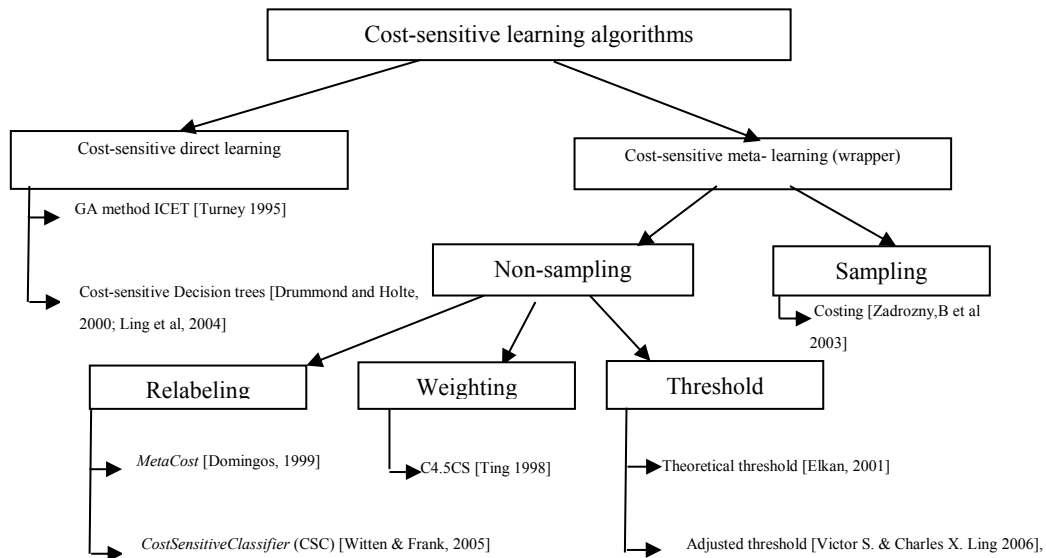 Cost-sensitive learning algorithms
Cost-sensitive direct learning
Cost-sensitive meta- learning (wrapper)
GA method ICET [Turney 1995]
Cost-sensitive Decision trees [Drummond and Holte,
2000; Ling et al, 2004]
Non-sampling
Sampling
Costing [Zadrozny,B et al
2003]
Relabeling
Weighting
Threshold
MetaCost [Domingos, 1999]
C4.5CS [Ting 1998]
Theoretical threshold [Elkan, 2001]
CostSensitiveClassifier (CSC) [Witten & Frank, 2005]
Adjusted threshold [Victor S. & Charles X. Ling 2006],